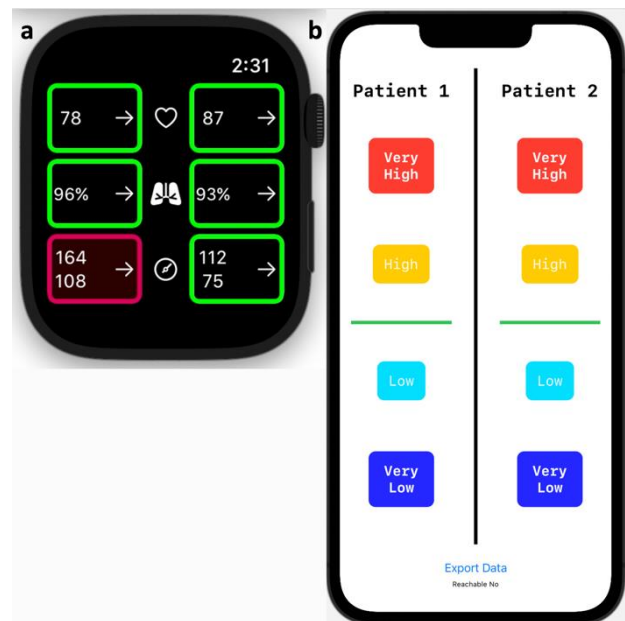 a
2:31
78 → 87 →
96% → 93% →
164 112
108 → 75 →
b
Patient 1 Patient 2
Very High Very High
High High
Low Low
Very Low Very Low
Export Data
Reachable No